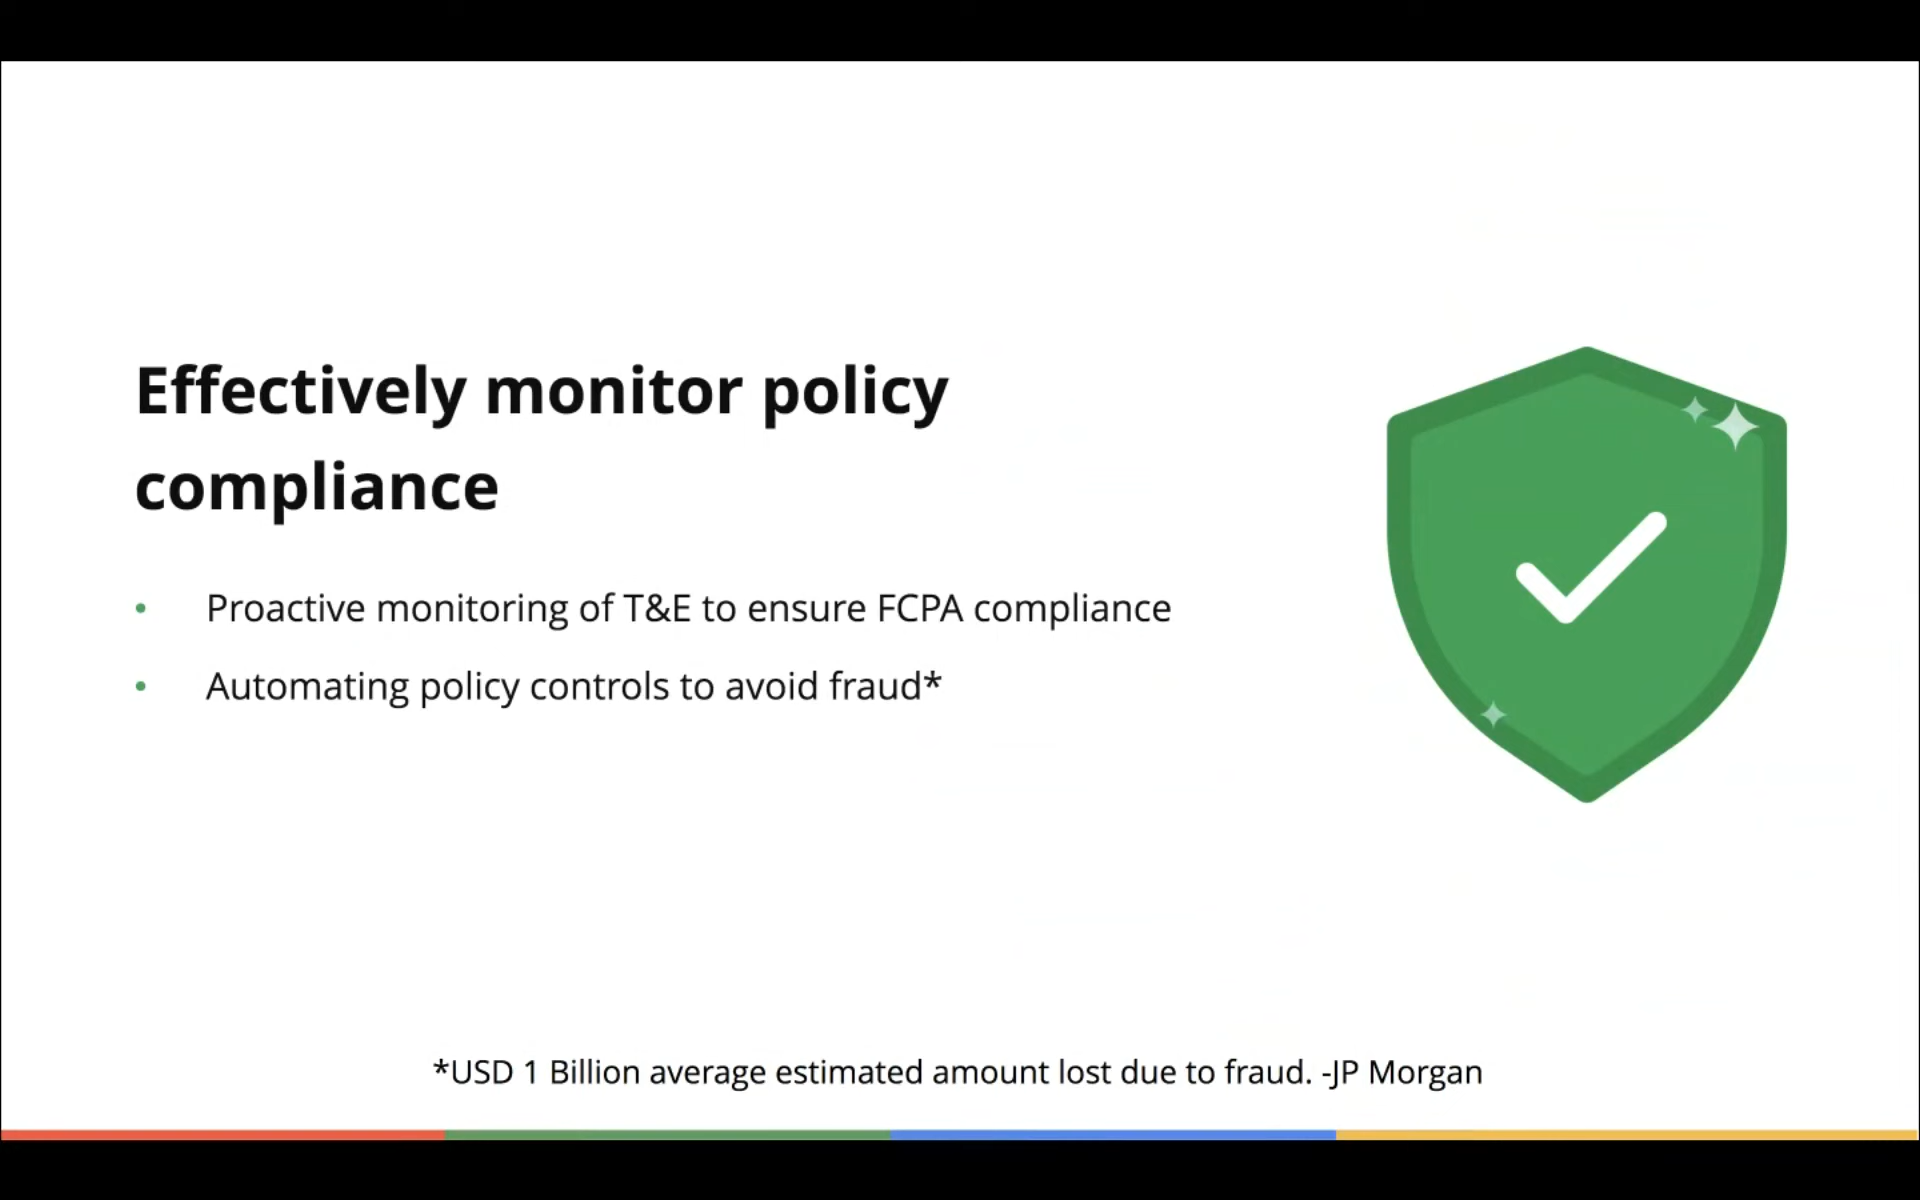 Effectively monitor policy
compliance
• Proactive monitoring of T&E to ensure FCPA compliance
• Automating policy controls to avoid fraud*
*USD 1 Billion average estimated amount lost due to fraud. -JP Morgan